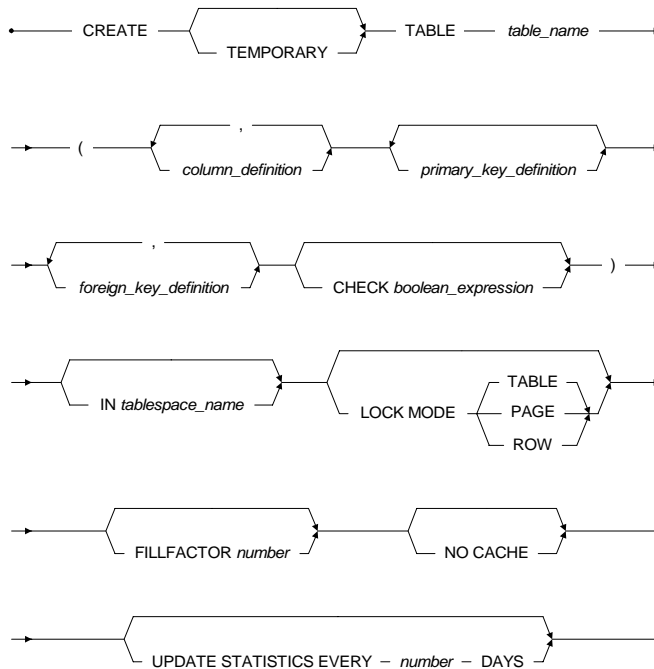 CREATE TABLE table_name
TEMPORARY
( , 
column_definition primary_key_definition
, )
foreign_key_definition CHECK boolean_expression
IN tablespace_name LOCK MODE TABLE
PAGE
ROW
FILLFACTOR number NO CACHE
UPDATE STATISTICS EVERY number DAYS